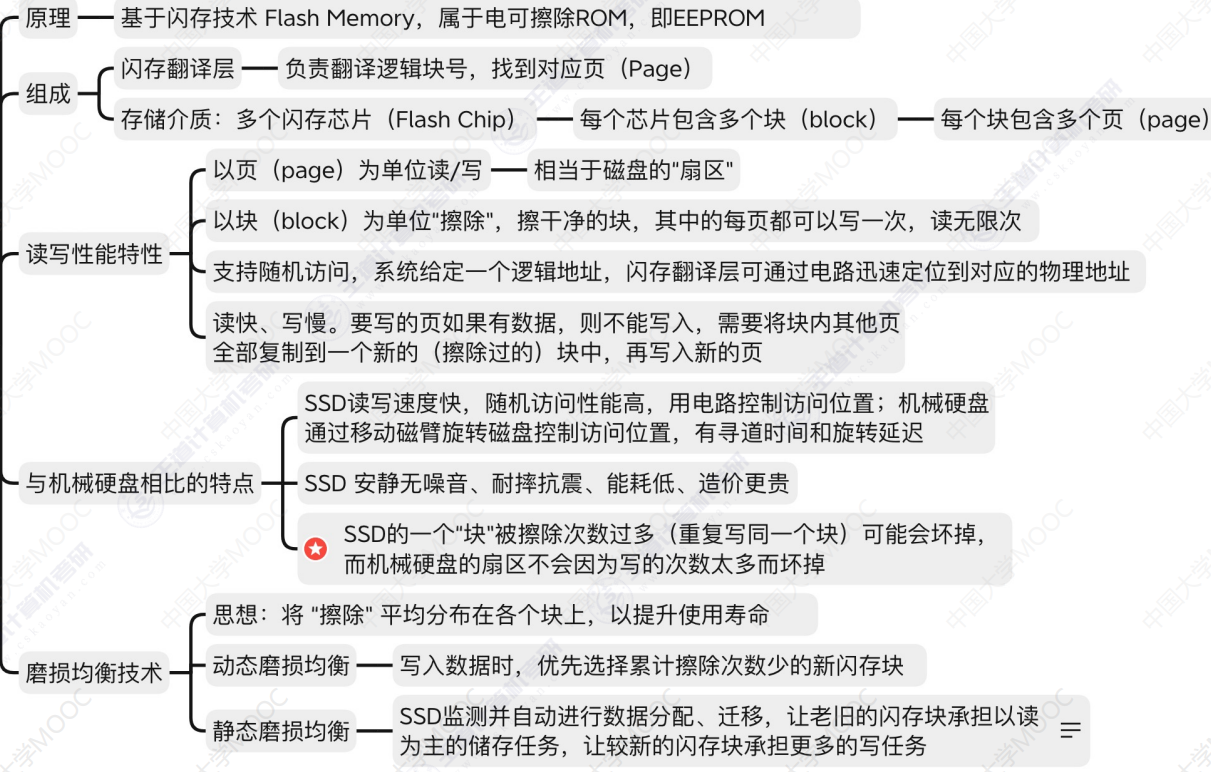 原理
基于闪存技术 Flash Memory，属于电可擦除ROM，即EEPROM
组成
闪存翻译层
负责翻译逻辑块号，找到对应页（Page）
存储介质：多个闪存芯片（Flash Chip）
每个芯片包含多个块（block）
每个块包含多个页（page）
读写性能特性
以页（page）为单位读/写
相当于磁盘的"扇区"
以块（block）为单位"擦除"，擦干净的块，其中的每页都可以写一次，读无限次
支持随机访问，系统给定一个逻辑地址，闪存翻译层可通过电路迅速定位到对应的物理地址
读快、写慢。要写的页如果有数据，则不能写入，需要将块内其他页
全部复制到一个新的（擦除过的）块中，再写入新的页
与机械硬盘相比的特点
SSD读写速度快，随机访问性能高，用电路控制访问位置；机械硬盘
通过移动磁臂旋转磁盘控制访问位置，有寻道时间和旋转延迟
SSD 安静无噪音、耐摔抗震、能耗低、造价更贵
SSD的一个"块"被擦除次数过多（重复写同一个块）可能会坏掉，
而机械硬盘的扇区不会因为写的次数太多而坏掉
磨损均衡技术
思想：将 "擦除" 平均分布在各个块上，以提升使用寿命
动态磨损均衡
写入数据时，优先选择累计擦除次数少的新闪存块
静态磨损均衡
SSD监测并自动进行数据分配、迁移，让老旧的闪存块承担以读
为主的储存任务，让较新的闪存块承担更多的写任务
中国大学MOOC
王道计算机考研